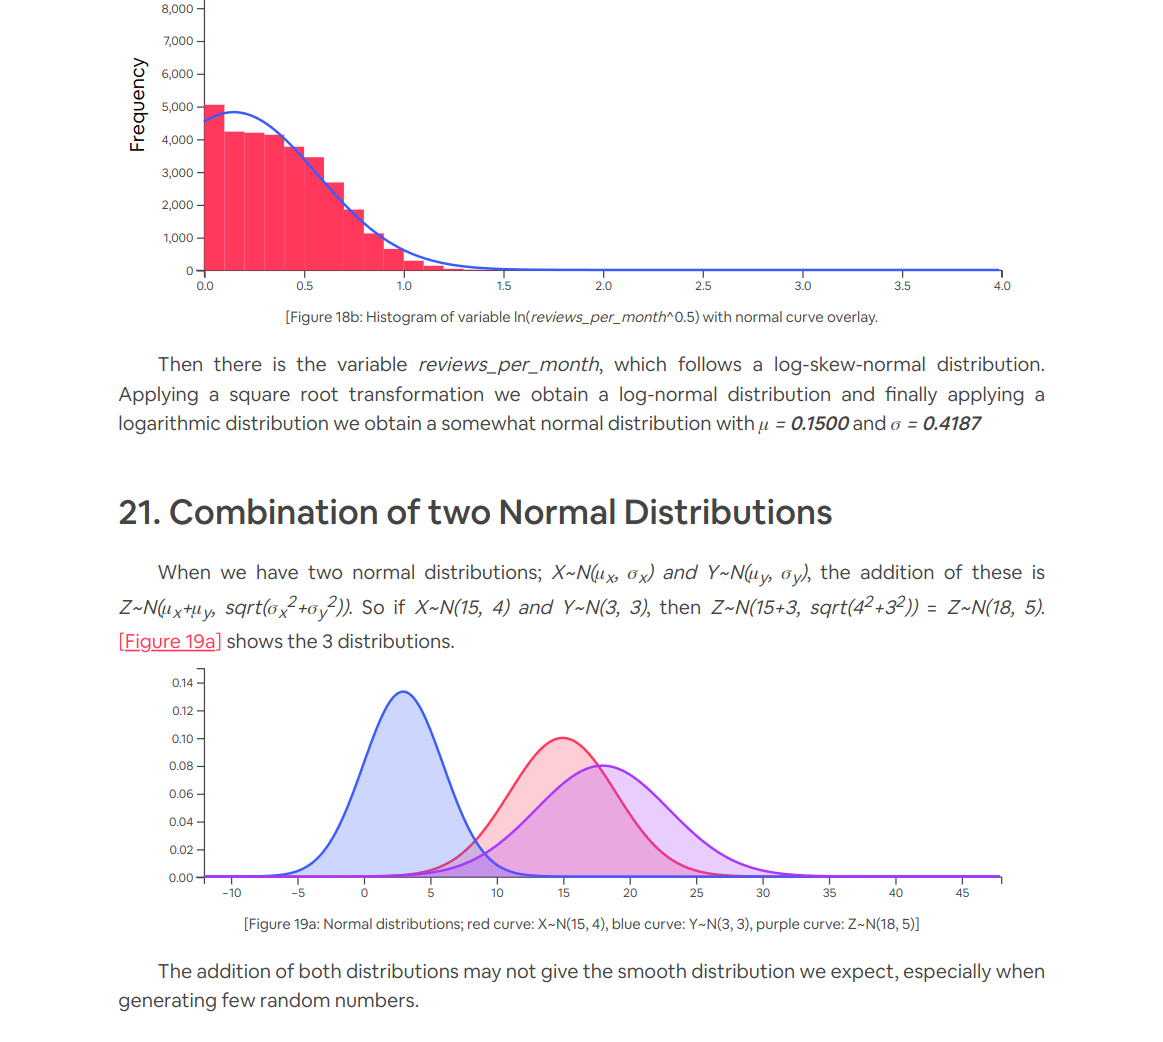 8,000
7,000
6,000
5,000
4,000
3,000
2,000
1,000
0
Frequency
0.0 0.5 1.0 1.5 2.0 2.5 3.0 3.5 4.0
[Figure 18b: Histogram of variable ln(reviews_per_month^0.5) with normal curve overlay.
Then there is the variable reviews_per_month, which follows a log-skew-normal distribution.
Applying a square root transformation we obtain a log-normal distribution and finally applying a
logarithmic distribution we obtain a somewhat normal distribution with μ = 0.1500 and σ = 0.4187
21. Combination of two Normal Distributions
When we have two normal distributions; X~N(μx, σx) and Y~N(μy, σy), the addition of these is
Z~N(μx+μy, sqrt(σx²+σy²)). So if X~N(15, 4) and Y~N(3, 3), then Z~N(15+3, sqrt(4²+3²)) = Z~N(18, 5).
[Figure 19a] shows the 3 distributions.
0.14
0.12
0.10
0.08
0.06
0.04
0.02
0.00
−10 −5 0 5 10 15 20 25 30 35 40 45
[Figure 19a: Normal distributions; red curve: X~N(15, 4), blue curve: Y~N(3, 3), purple curve: Z~N(18, 5)]
The addition of both distributions may not give the smooth distribution we expect, especially when
generating few random numbers.